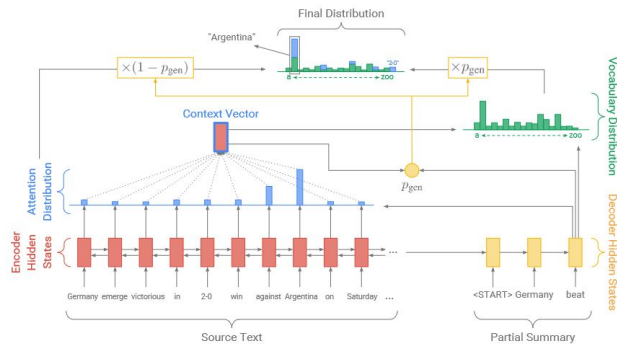 Final Distribution
"Argentina"
"2-0"
a zoo
×(1 − pgen)
×pgen
Context Vector
a zoo
Vocabulary Distribution
Attention
Distribution
pgen
Encoder
Hidden
States
Decoder Hidden States
...
Germany emerge victorious in 2-0 win against Argentina on Saturday ...
<START> Germany beat
Source Text
Partial Summary